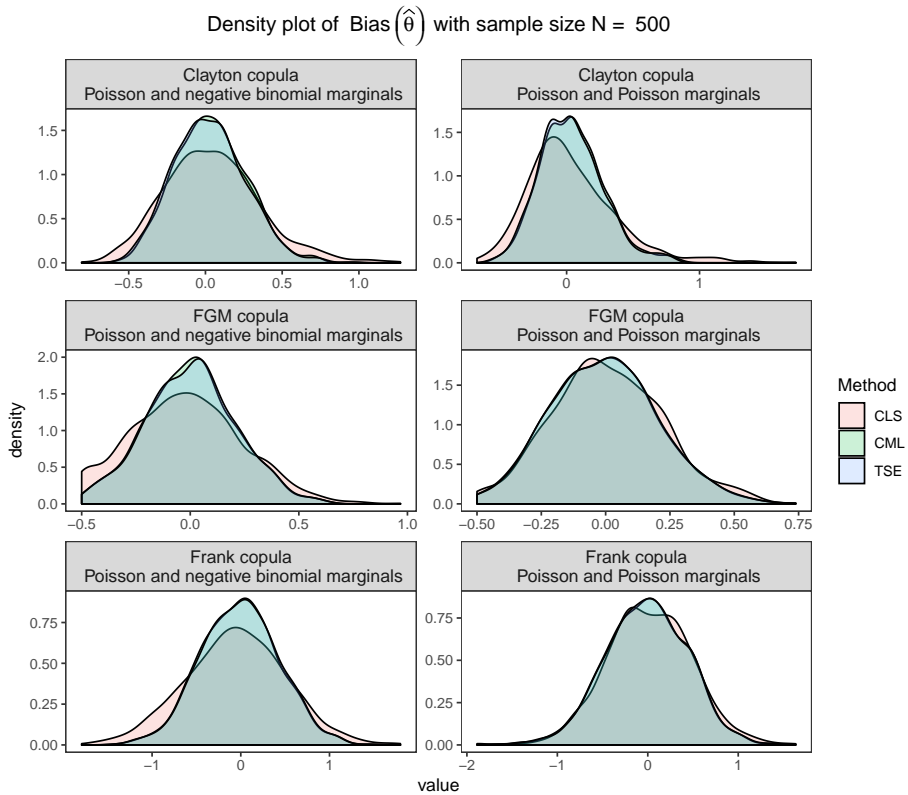 Density plot of Bias(θ̂) with sample size N = 500
Clayton copula
Poisson and negative binomial marginals
Clayton copula
Poisson and Poisson marginals
0.0
0.5
1.0
1.5
−0.5
0.0
0.5
1.0
0.0
0.5
1.0
1.5
0
1
FGM copula
Poisson and negative binomial marginals
FGM copula
Poisson and Poisson marginals
density
0.0
0.5
1.0
1.5
2.0
−0.5
0.0
0.5
1.0
0.0
0.5
1.0
1.5
−0.50
−0.25
0.00
0.25
0.50
0.75
Frank copula
Poisson and negative binomial marginals
Frank copula
Poisson and Poisson marginals
0.00
0.25
0.50
0.75
−1
0
1
0.00
0.25
0.50
0.75
−2
−1
0
1
value
Method
CLS
CML
TSE